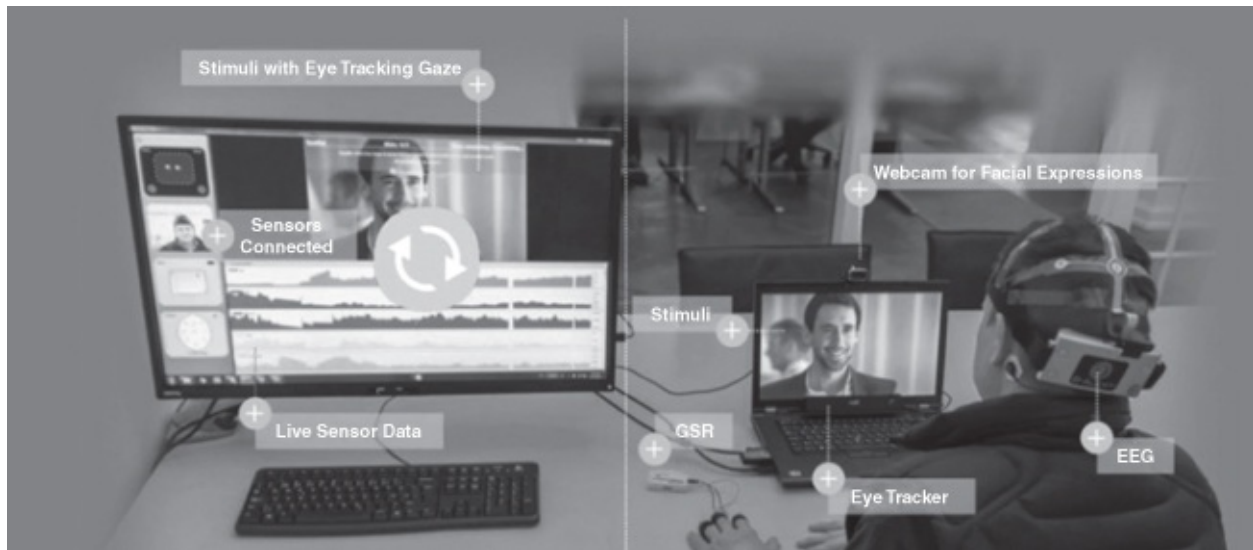 Stimuli with Eye Tracking Gaze
Webcam for Facial Expressions
Sensors
Connected
Stimuli
Live Sensor Data
GSR
EEG
Eye Tracker